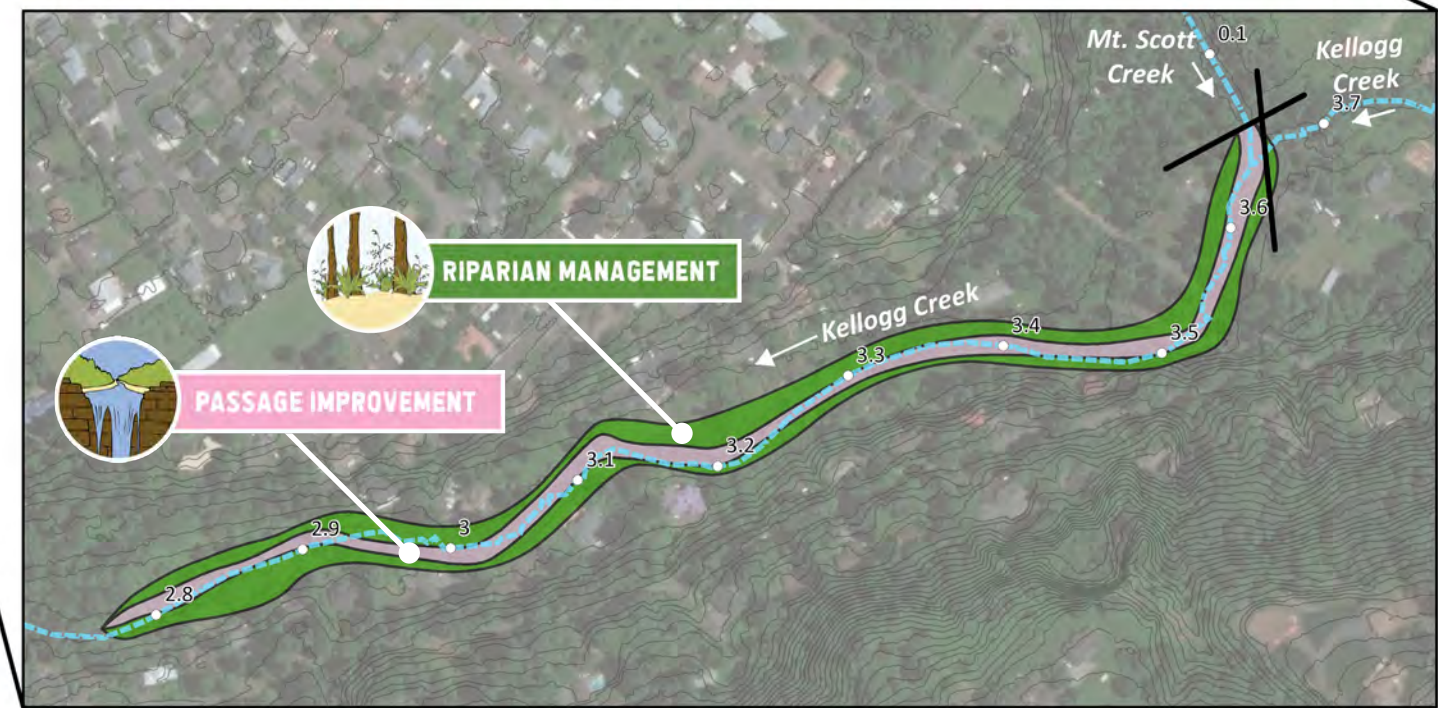 Mt. Scott
Creek
0.1
Kellogg
Creek
3.7
3.6
RIPARIAN MANAGEMENT
Kellogg Creek
3.5
3.4
3.3
PASSAGE IMPROVEMENT
3.2
3.1
3
2.9
2.8